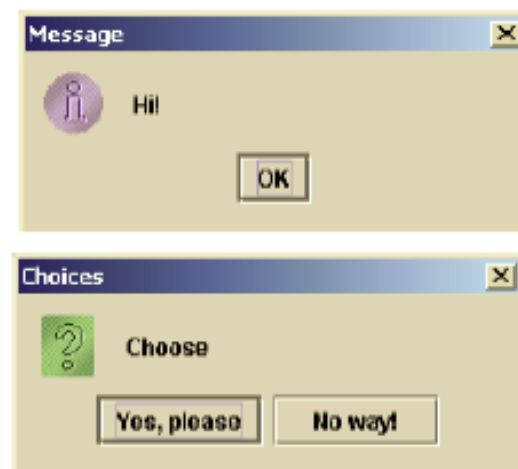 Message
Hi!
OK
Choices
Choose
Yes, please
No way!